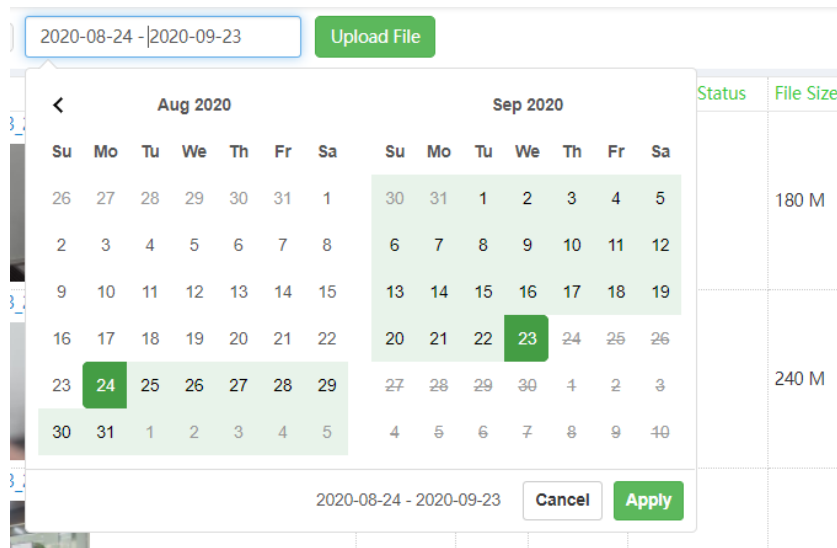 2020-08-24 - 2020-09-23 Upload File
Status File Size
Aug 2020 Sep 2020
Su Mo Tu We Th Fr Sa Su Mo Tu We Th Fr Sa
26 27 28 29 30 31 1 30 31 1 2 3 4 5
180 M
2 3 4 5 6 7 8 6 7 8 9 10 11 12
9 10 11 12 13 14 15 13 14 15 16 17 18 19
16 17 18 19 20 21 22 20 21 22 23 24 25 26
23 24 25 26 27 28 29 27 28 29 30 1 2 3
240 M
30 31 1 2 3 4 5 4 5 6 7 8 9 10
2020-08-24 - 2020-09-23 Cancel Apply